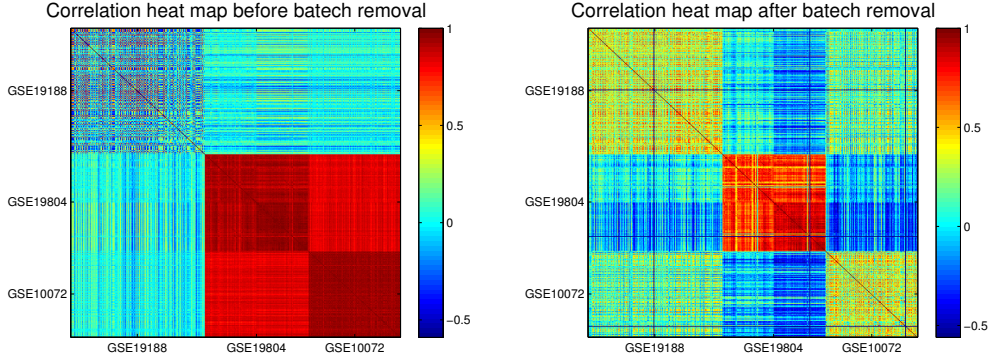 Correlation heat map before batech removal
GSE19188
GSE19804
GSE10072
GSE19188
GSE19804
GSE10072
1
0.5
0
−0.5
Correlation heat map after batech removal
GSE19188
GSE19804
GSE10072
GSE19188
GSE19804
GSE10072
1
0.5
0
−0.5